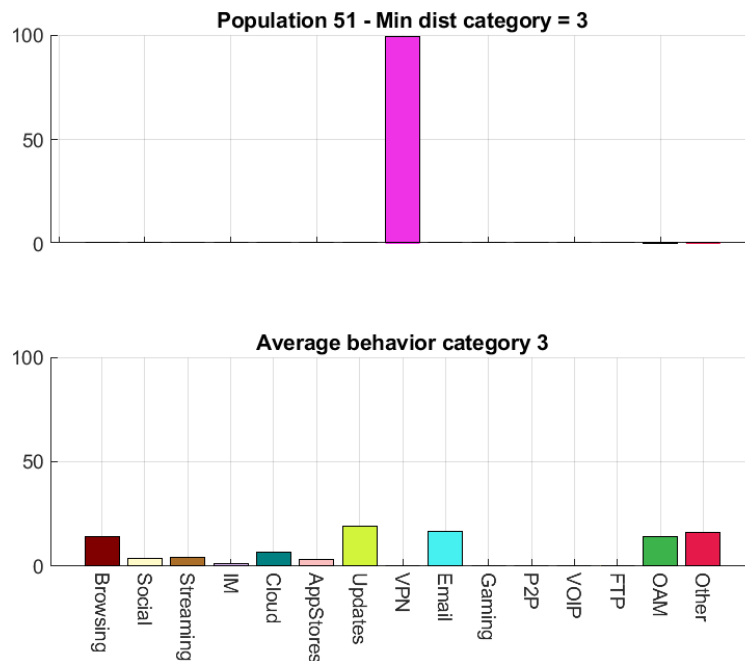 Population 51 - Min dist category = 3
100
50
0
Average behavior category 3
100
50
0
Browsing
Social
Streaming
IM
Cloud
AppStores
Updates
VPN
Email
Gaming
P2P
VOIP
FTP
OAM
Other